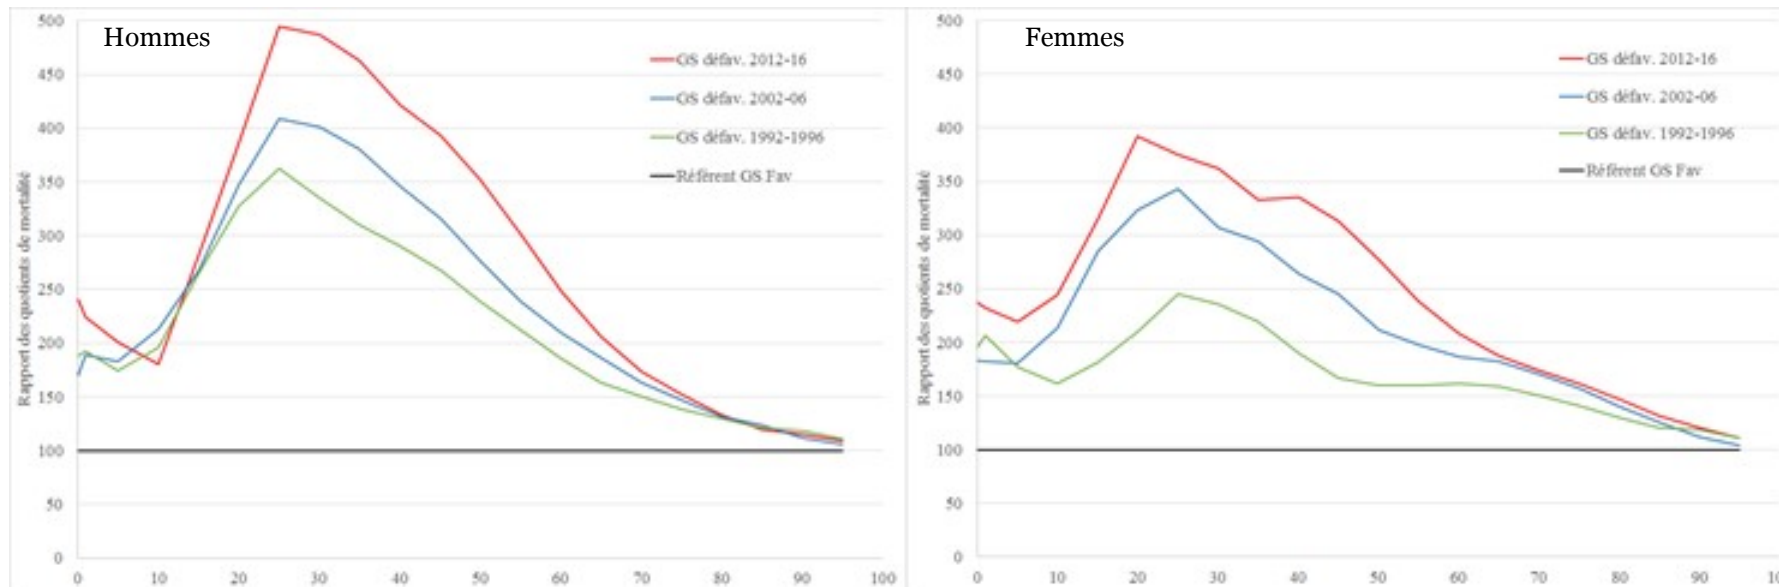 Hommes
Rapport des quotients de mortalité
500
450
400
350
300
250
200
150
100
50
0
0 10 20 30 40 50 60 70 80 90 100
GS défav. 2012-16
GS défav. 2002-06
GS défav. 1992-1996
Référent GS Fav
Femmes
Rapport des quotients de mortalité
500
450
400
350
300
250
200
150
100
50
0
0 10 20 30 40 50 60 70 80 90 100
GS défav. 2012-16
GS défav. 2002-06
GS défav. 1992-1996
Référent GS Fav